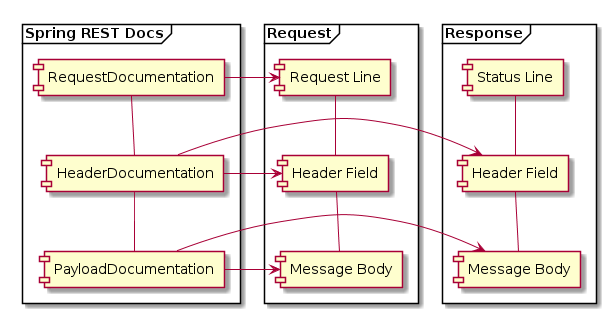 Spring REST Docs
Request
Response
RequestDocumentation
Request Line
Status Line
HeaderDocumentation
Header Field
Header Field
PayloadDocumentation
Message Body
Message Body